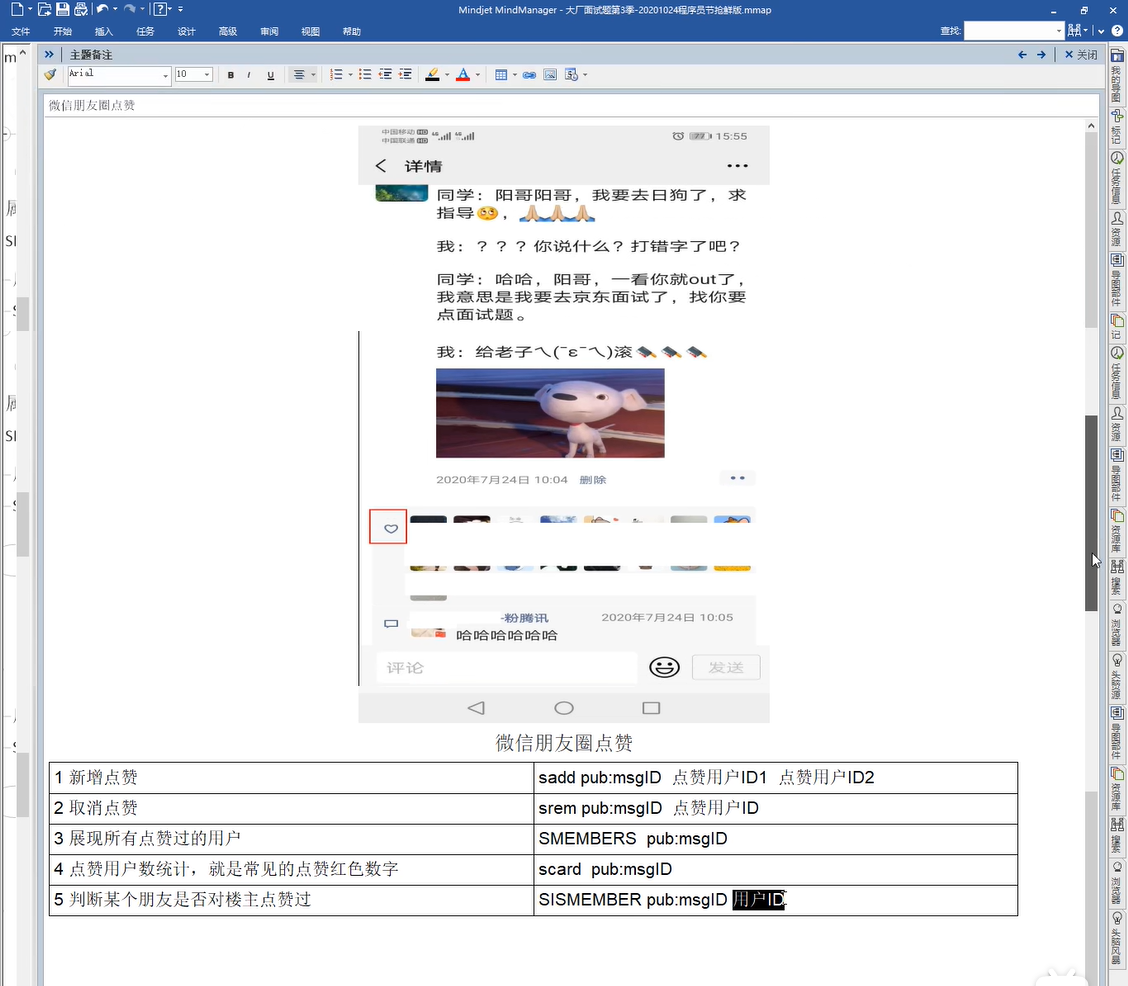 Mindjet MindManager - 大厂面试题第3季-20201024程序员节抢鲜版.mmap
文件 开始 插入 任务 设计 高级 审阅 视图 帮助 查找:
主题备注 关闭
Arial 10 B I U
微信朋友圈点赞
中国移动 HD 4G 4G 77 15:55
中国联通 HD
详情
同学：阳哥阳哥，我要去日狗了，求
指导，
我：？？？你说什么？打错字了吧？
同学：哈哈，阳哥，一看你就out了，
我意思是我要去京东面试了，找你要
点面试题。
我：给老子乀(ˉεˉ乀)滚
2020年7月24日 10:04 删除
-粉腾讯 2020年7月24日 10:05
哈哈哈哈哈哈
评论 发送
微信朋友圈点赞
1 新增点赞 sadd pub:msgID 点赞用户ID1 点赞用户ID2
2 取消点赞 srem pub:msgID 点赞用户ID
3 展现所有点赞过的用户 SMEMBERS pub:msgID
4 点赞用户数统计，就是常见的点赞红色数字 scard pub:msgID
5 判断某个朋友是否对楼主点赞过 SISMEMBER pub:msgID 用户ID
我的导图
标记
任务信息
资源
导图部件
记
任务信息
资源
导图部件
资源库
搜索
浏览器
头脑资源
导图部件
资源库
搜索
浏览器
头脑风暴